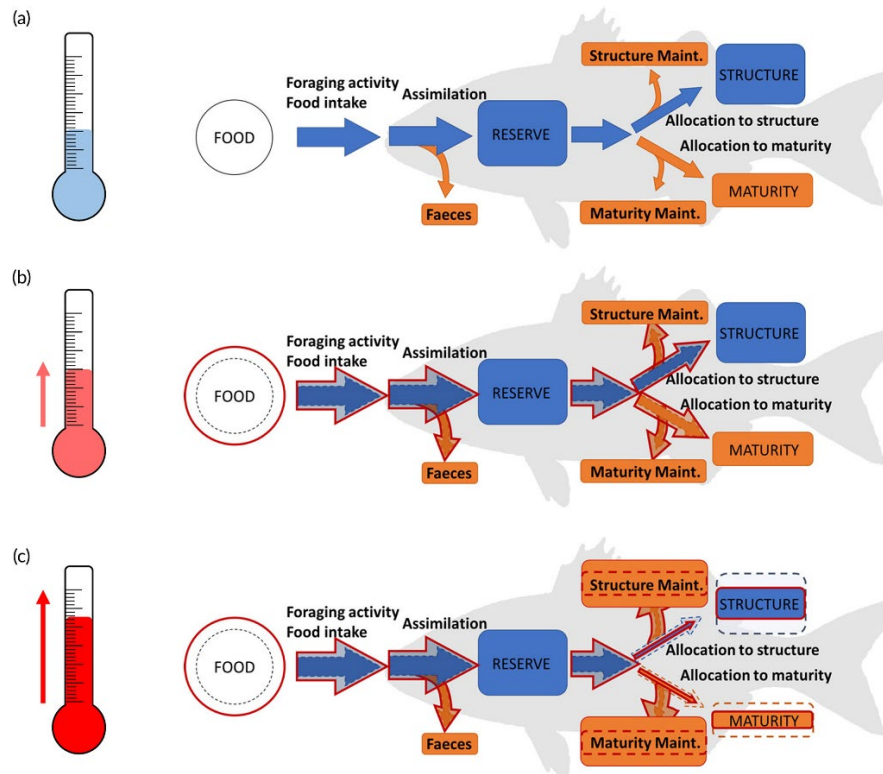 (a)
Foraging activity
Food intake
FOOD
Assimilation
Faeces
RESERVE
Structure Maint.
STRUCTURE
Allocation to structure
Allocation to maturity
Maturity Maint.
MATURITY
(b)
Foraging activity
Food intake
FOOD
Assimilation
Faeces
RESERVE
Structure Maint.
STRUCTURE
Allocation to structure
Allocation to maturity
Maturity Maint.
MATURITY
(c)
Foraging activity
Food intake
FOOD
Assimilation
Faeces
RESERVE
Structure Maint.
STRUCTURE
Allocation to structure
Allocation to maturity
Maturity Maint.
MATURITY